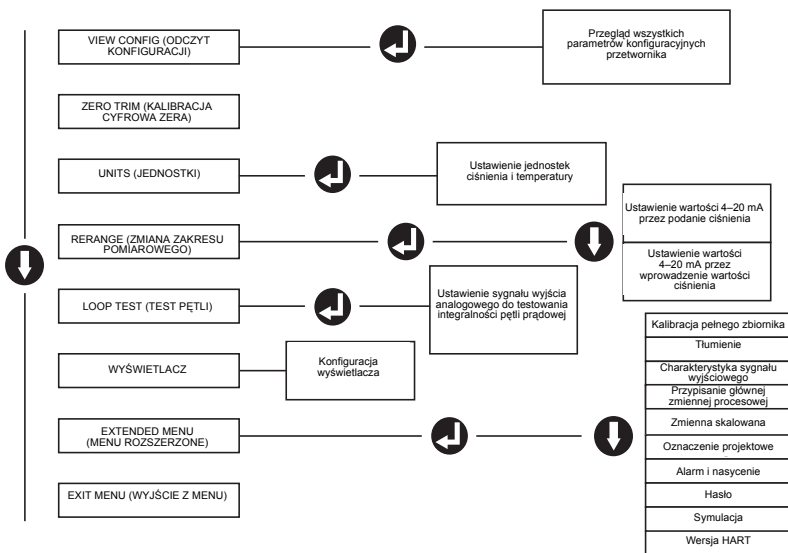 VIEW CONFIG (ODCZYT
KONFIGURACJI)
Przegląd wszystkich
parametrów konfiguracyjnych
przetwornika
ZERO TRIM (KALIBRACJA
CYFROWA ZERA)
UNITS (JEDNOSTKI)
Ustawienie jednostek
ciśnienia i temperatury
RERANGE (ZMIANA ZAKRESU
POMIAROWEGO)
Ustawienie wartości 4–20 mA
przez podanie ciśnienia
Ustawienie wartości
4–20 mA przez
wprowadzenie wartości
ciśnienia
LOOP TEST (TEST PĘTLI)
Ustawienie sygnału wyjścia
analogowego do testowania
integralności pętli prądowej
WYŚWIETLACZ
Konfiguracja
wyświetlacza
EXTENDED MENU
(MENU ROZSZERZONE)
Kalibracja pełnego zbiornika
Tłumienie
Charakterystyka sygnału
wyjściowego
Przypisanie głównej
zmiennej procesowej
Zmienna skalowana
Oznaczenie projektowe
Alarm i nasycenie
Hasło
Symulacja
Wersja HART
EXIT MENU (WYJŚCIE Z MENU)